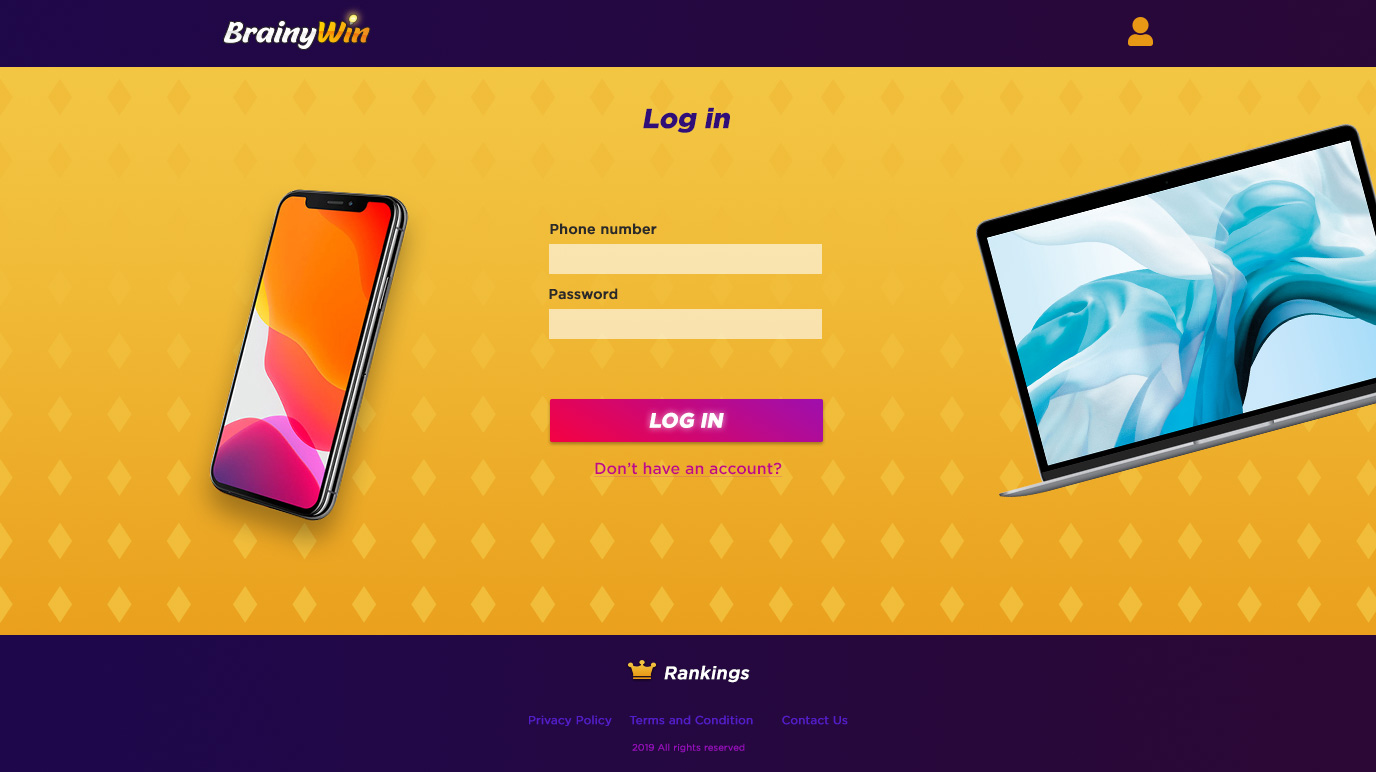 BrainyWin
Log in
Phone number
Password
LOG IN
Don't have an account?
Rankings
Privacy Policy Terms and Condition Contact Us
2019 All rights reserved